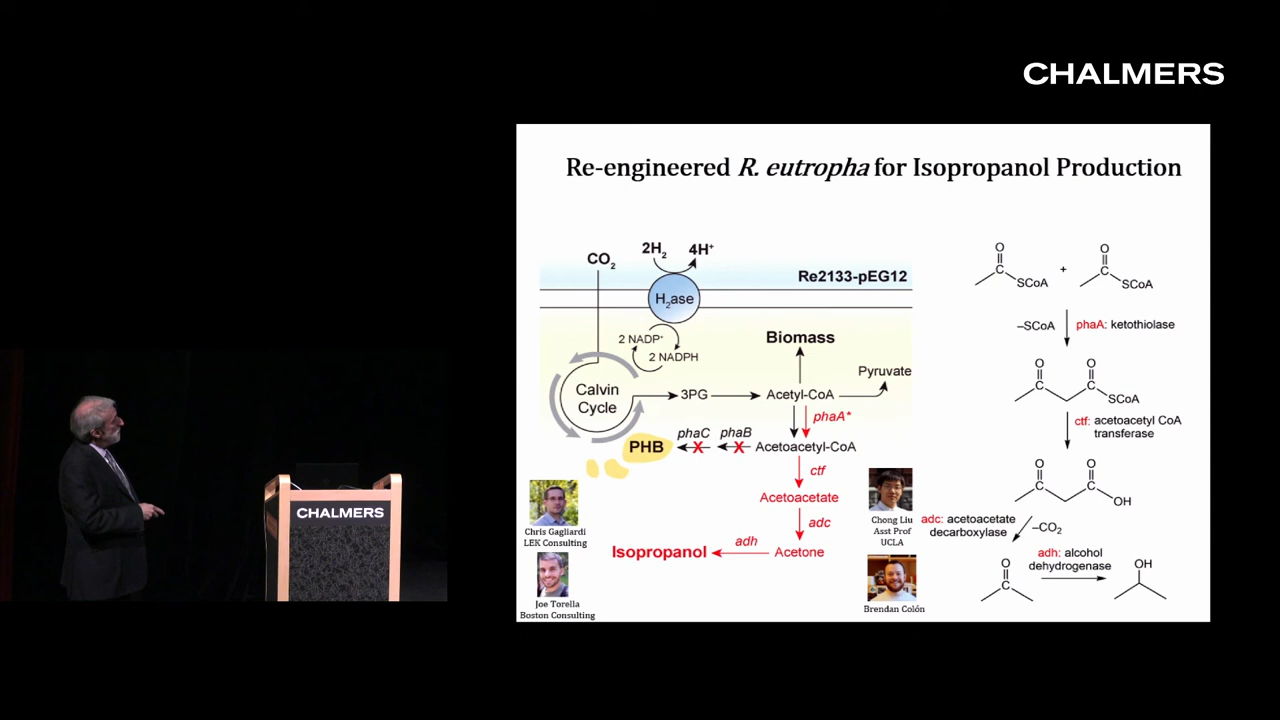 CHALMERS
Re-engineered R. eutropha for Isopropanol Production
CO2
2H2
4H+
Re2133-pEG12
H2ase
2 NADP+
2 NADPH
Biomass
Pyruvate
Calvin
Cycle
3PG
Acetyl-CoA
phaA*
PHB
phaC
X
phaB
X
Acetoacetyl-CoA
ctf
Acetoacetate
adc
Isopropanol
adh
Acetone
Chris Gagliardi
LEK Consulting
Joe Torella
Boston Consulting
Chong Liu
Asst Prof
UCLA
Brendan Colón
O
SCoA
+
O
SCoA
–SCoA
phaA: ketothiolase
O
O
SCoA
ctf: acetoacetyl CoA
transferase
O
O
OH
adc: acetoacetate
decarboxylase
–CO2
adh: alcohol
dehydrogenase
O
OH
CHALMERS